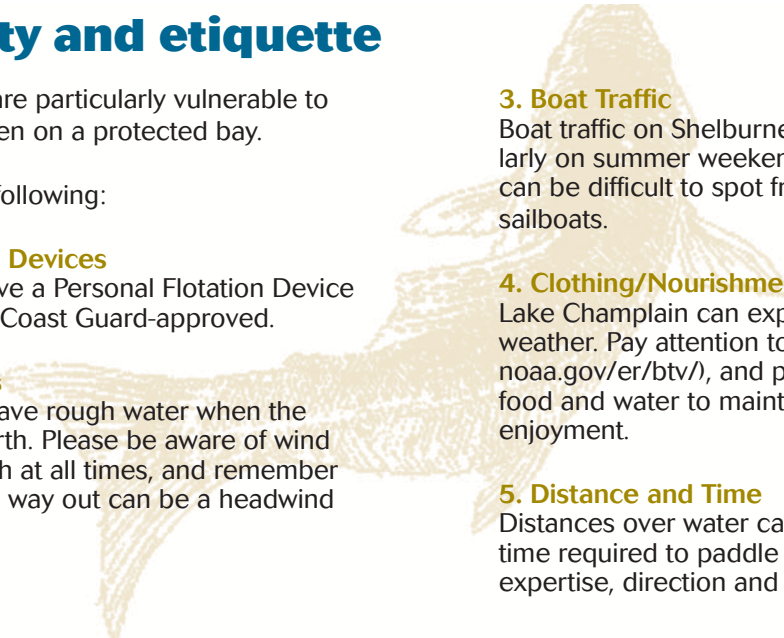 ty and etiquette
are particularly vulnerable to
en on a protected bay.
following:
Devices
ve a Personal Flotation Device
Coast Guard-approved.
s
ave rough water when the
rth. Please be aware of wind
h at all times, and remember
way out can be a headwind
3. Boat Traffic
Boat traffic on Shelburne
larly on summer weeken
can be difficult to spot fr
sailboats.
4. Clothing/Nourishme
Lake Champlain can exp
weather. Pay attention to
noaa.gov/er/btv/), and p
food and water to maint
enjoyment.
5. Distance and Time
Distances over water ca
time required to paddle
expertise, direction and